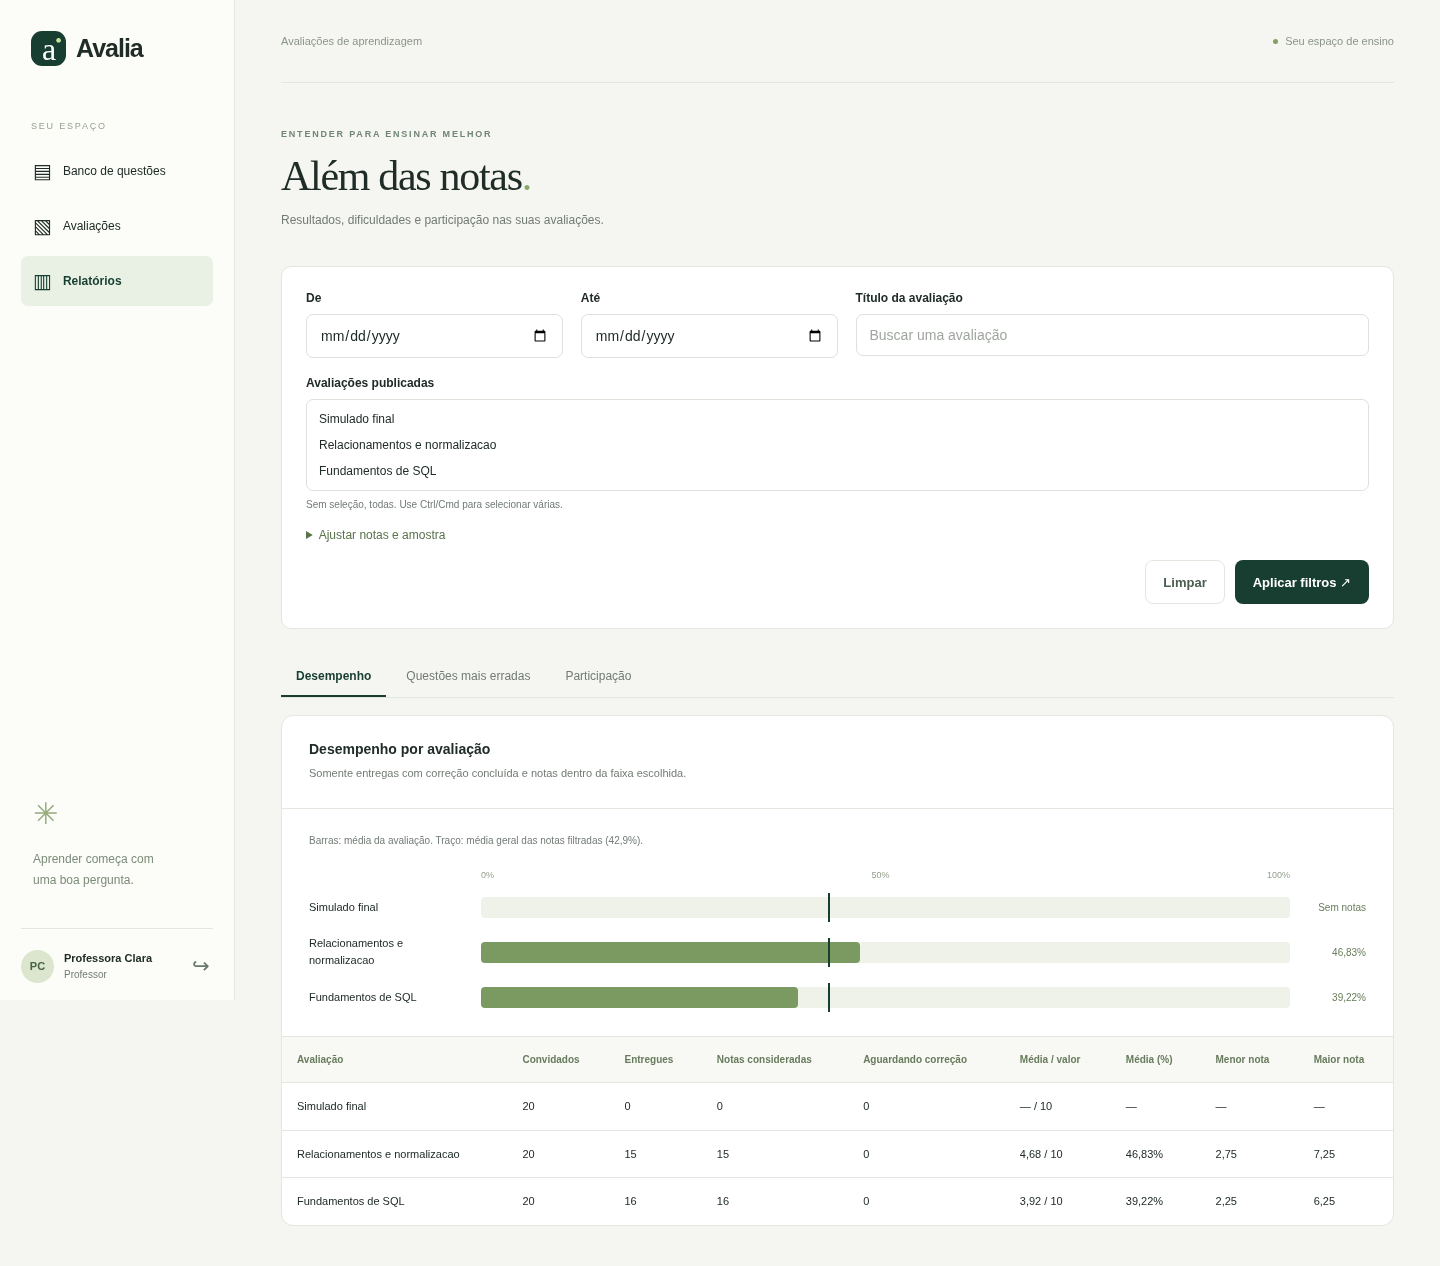 a
Avalia
SEU ESPAÇO
Banco de questões
Avaliações
Relatórios
Aprender começa com
uma boa pergunta.
PC
Professora Clara
Professor
Avaliações de aprendizagem
Seu espaço de ensino
ENTENDER PARA ENSINAR MELHOR
Além das notas.
Resultados, dificuldades e participação nas suas avaliações.
De
Até
Título da avaliação
mm/dd/yyyy
mm/dd/yyyy
Buscar uma avaliação
Avaliações publicadas
Simulado final
Relacionamentos e normalizacao
Fundamentos de SQL
Sem seleção, todas. Use Ctrl/Cmd para selecionar várias.
Ajustar notas e amostra
Limpar
Aplicar filtros ↗
Desempenho
Questões mais erradas
Participação
Desempenho por avaliação
Somente entregas com correção concluída e notas dentro da faixa escolhida.
Barras: média da avaliação. Traço: média geral das notas filtradas (42,9%).
0% 50% 100%
Simulado final
Sem notas
Relacionamentos e
normalizacao
46,83%
Fundamentos de SQL
39,22%
Avaliação Convidados Entregues Notas consideradas Aguardando correção Média / valor Média (%) Menor nota Maior nota
Simulado final 20 0 0 0 — / 10 — — —
Relacionamentos e normalizacao 20 15 15 0 4,68 / 10 46,83% 2,75 7,25
Fundamentos de SQL 20 16 16 0 3,92 / 10 39,22% 2,25 6,25